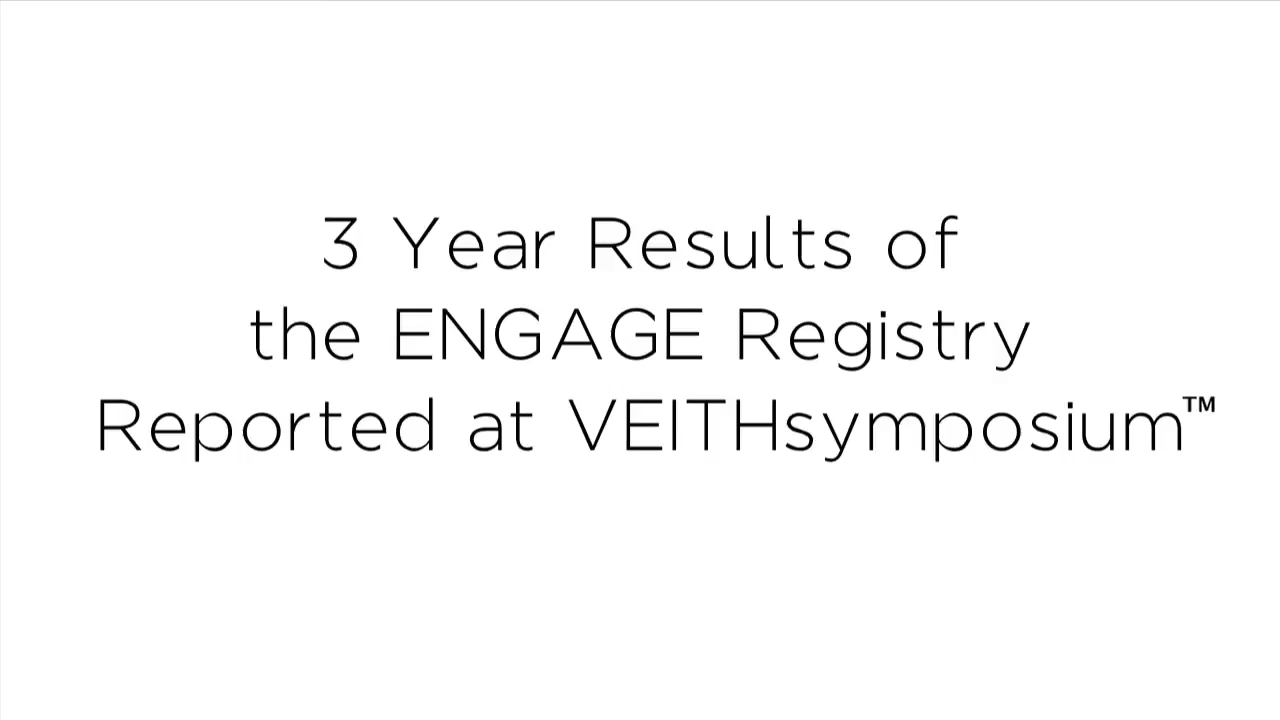 3 Year Results of
the ENGAGE Registry
Reported at VEITHsymposium™